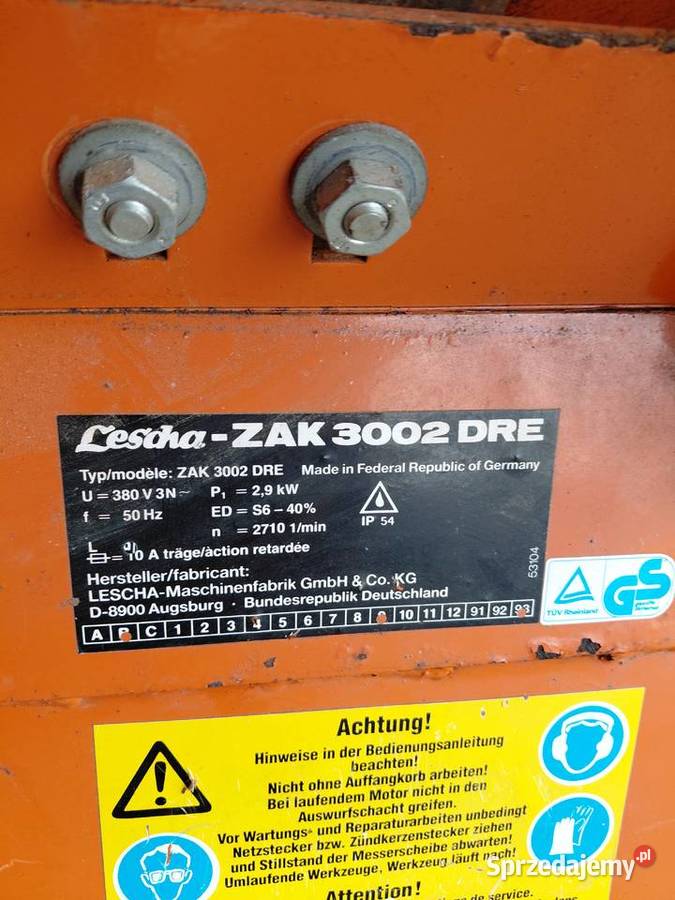 Lescha-ZAK 3002 DRE
Typ/modèle: ZAK 3002 DRE Made in Federal Republic of Germany
U = 380 V 3N~ P₁ = 2,9 kW
f = 50 Hz ED = S6-40%
n = 2710 1/min
IP 54
10 A träge/action retardée
Hersteller/fabricant:
LESCHA-Maschinenfabrik GmbH & Co. KG
D-8900 Augsburg · Bundesrepublik Deutschland
53104
A B C 1 2 3 4 5 6 7 8 9 10 11 12 91 92 93
TÜV Rheinland
GS
Achtung!
Hinweise in der Bedienungsanleitung
beachten!
Nicht ohne Auffangkorb arbeiten!
Bei laufendem Motor nicht in den
Auswurfschacht greifen.
Vor Wartungs- und Reparaturarbeiten unbedingt
Netzstecker bzw. Zündkerzenstecker ziehen
und Stillstand der Messerscheibe abwarten!
Umlaufende Werkzeuge, Werkzeug läuft nach!
Attention!
de service.
Sprzedajemy.pl